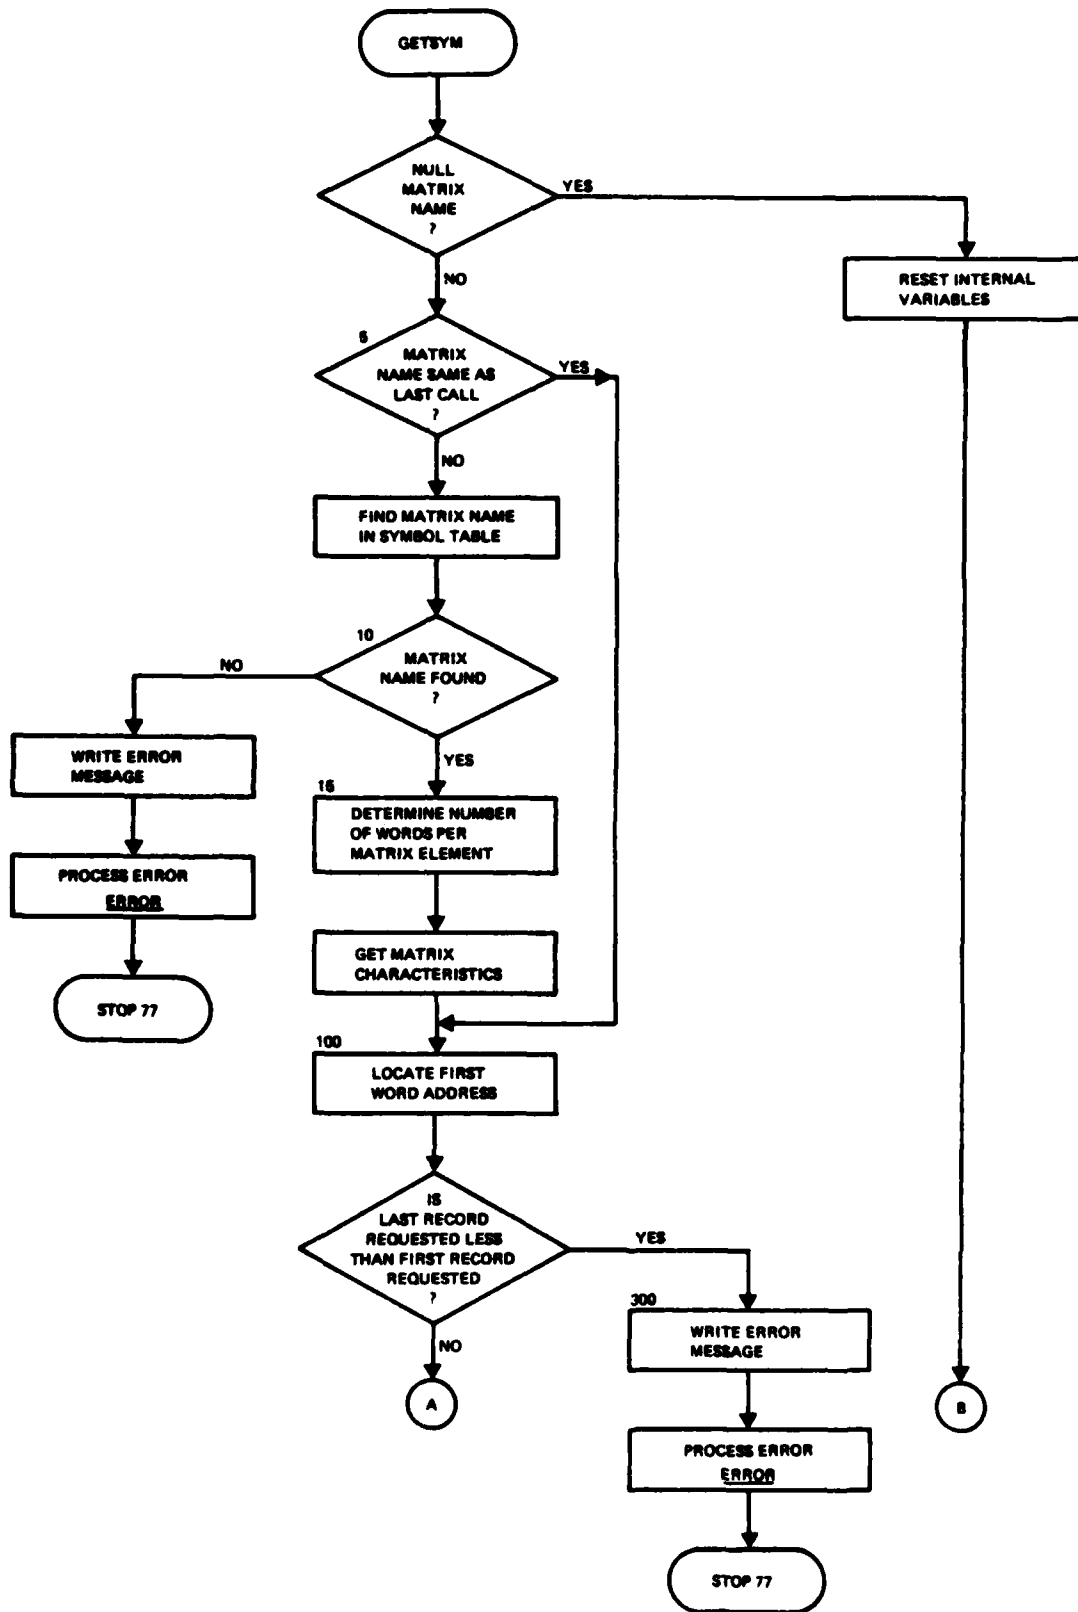 GETSYM
NULL
MATRIX
NAME
?
YES
NO
RESET INTERNAL
VARIABLES
5
MATRIX
NAME SAME AS
LAST CALL
?
YES
NO
FIND MATRIX NAME
IN SYMBOL TABLE
10
MATRIX
NAME FOUND
?
NO
YES
WRITE ERROR
MESSAGE
PROCESS ERROR
ERROR
STOP 77
15
DETERMINE NUMBER
OF WORDS PER
MATRIX ELEMENT
GET MATRIX
CHARACTERISTICS
100
LOCATE FIRST
WORD ADDRESS
IS
LAST RECORD
REQUESTED LESS
THAN FIRST RECORD
REQUESTED
?
YES
NO
A
300
WRITE ERROR
MESSAGE
PROCESS ERROR
ERROR
STOP 77
B